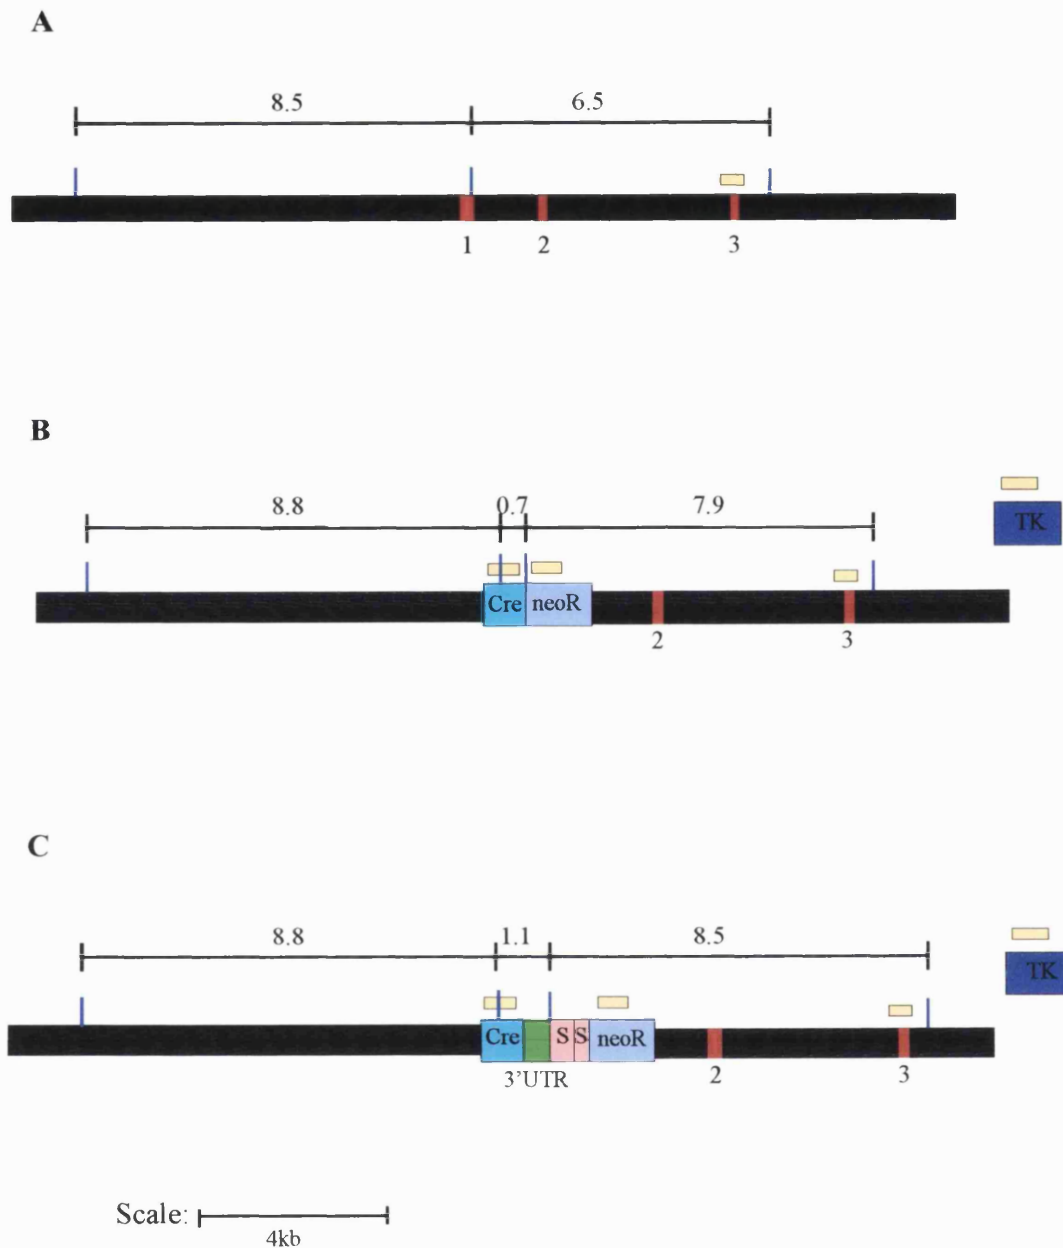 A
8.5 6.5
1 2 3
B
8.8 0.7 7.9
TK
Cre neoR
2 3
C
8.8 1.1 8.5
TK
Cre S S neoR
3’UTR 2 3
Scale:
4kb